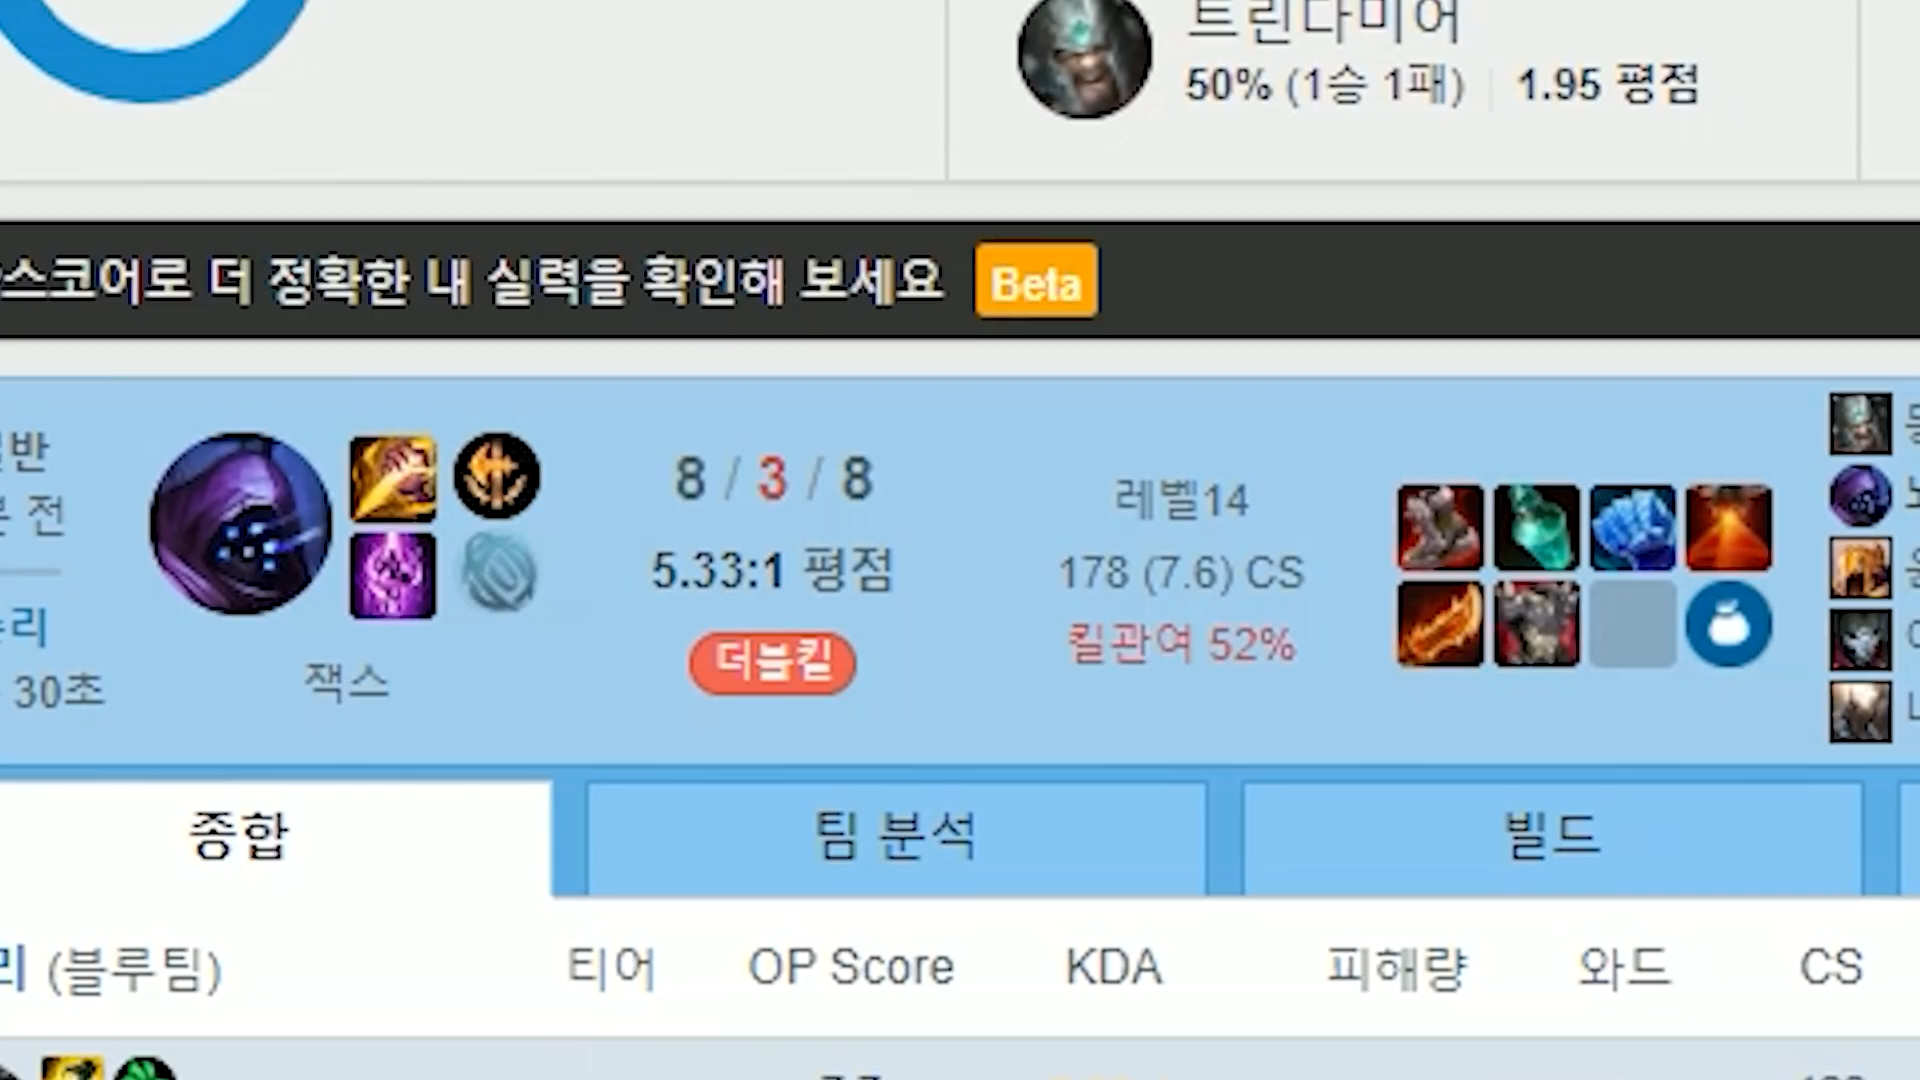 트린다미어
50% (1승 1패) 1.95 평점
스코어로 더 정확한 내 실력을 확인해 보세요 Beta
전
30초
잭스
8 / 3 / 8
5.33:1 평점
더블킬
레벨14
178 (7.6) CS
킬관여 52%
종합 팀 분석 빌드
(블루팀) 티어 OP Score KDA 피해량 와드 CS